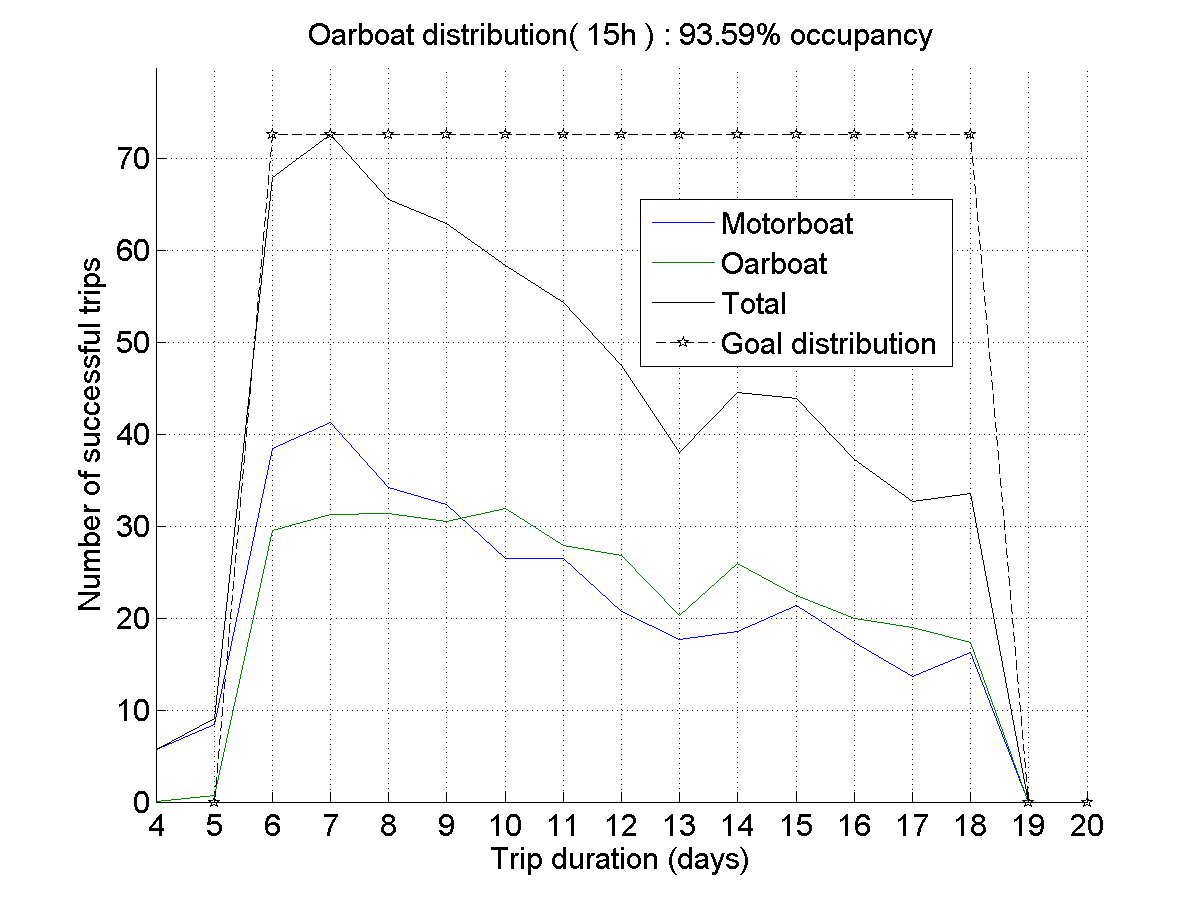 Oarboat distribution( 15h ) : 93.59% occupancy
Number of successful trips
70
60
50
40
30
20
10
0
Motorboat
Oarboat
Total
Goal distribution
4 5 6 7 8 9 10 11 12 13 14 15 16 17 18 19 20
Trip duration (days)